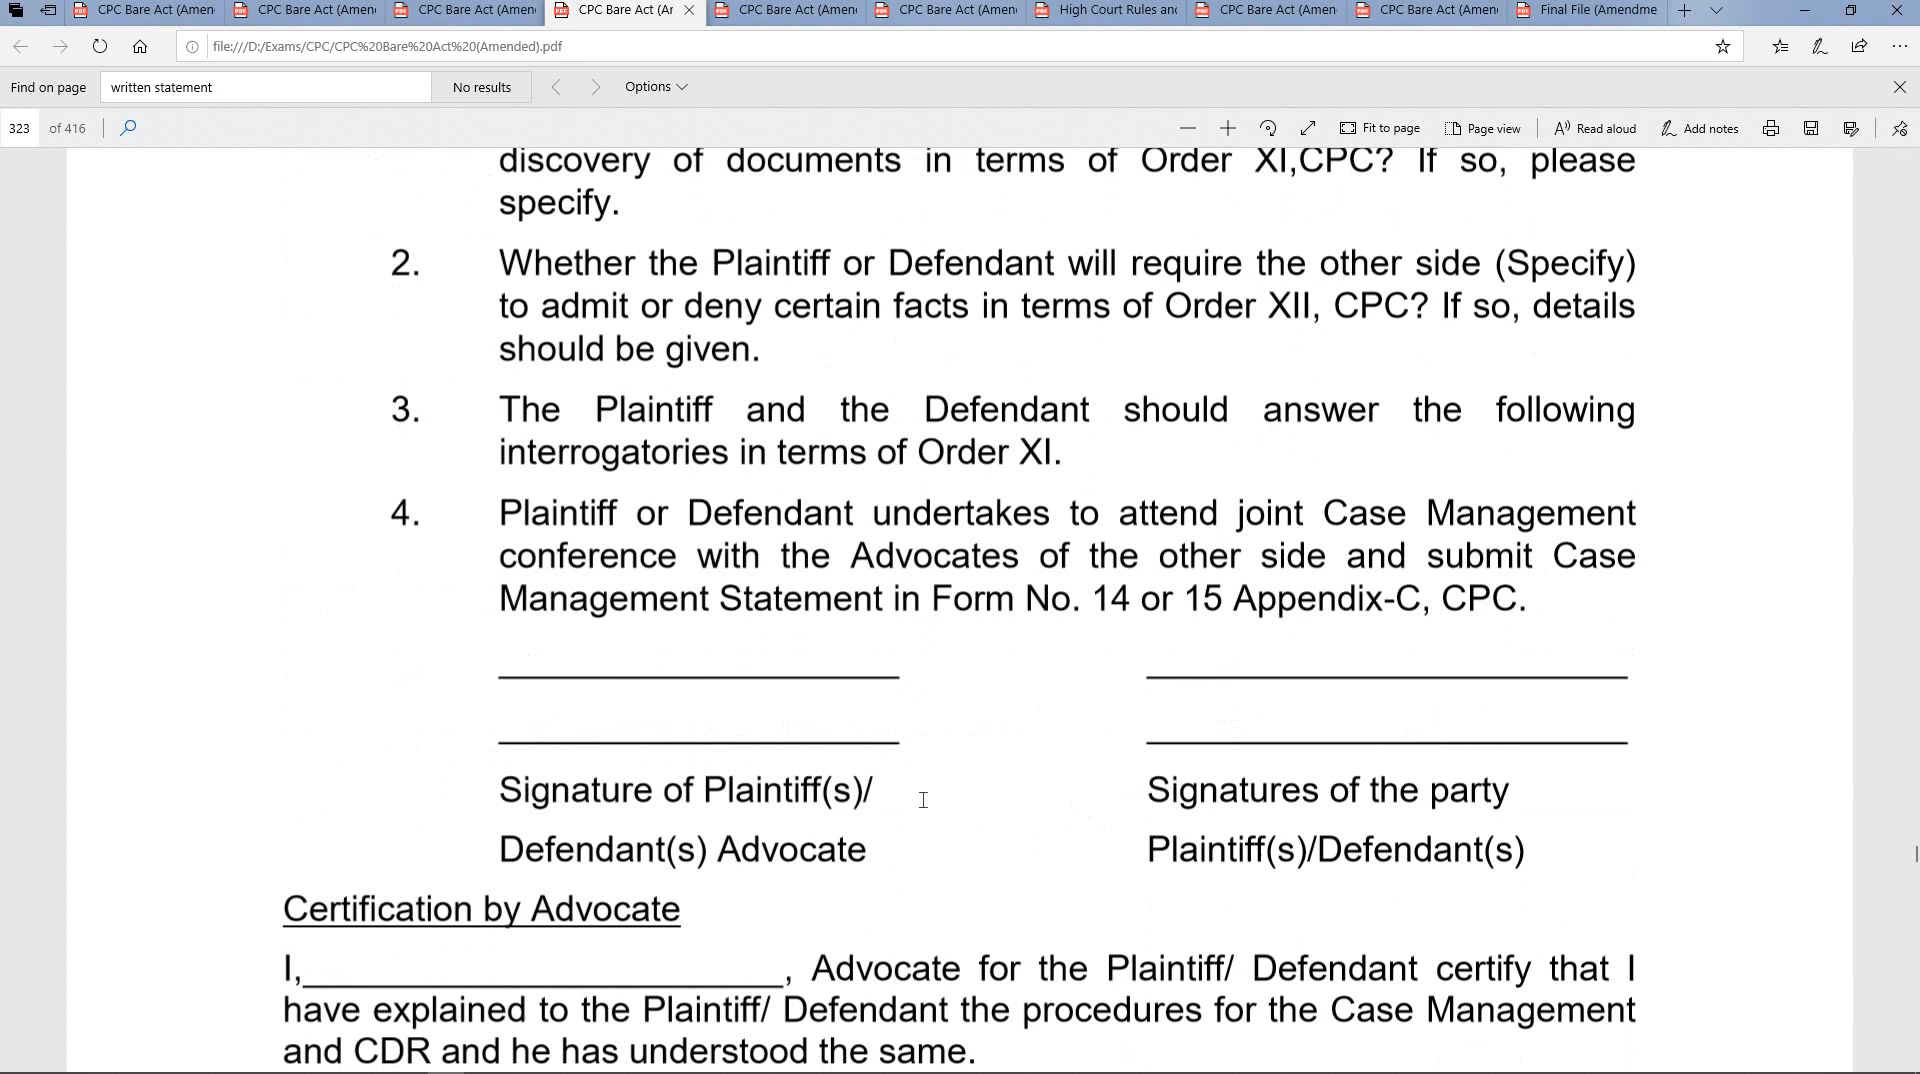 CPC Bare Act (Amen
CPC Bare Act (Amen
CPC Bare Act (Amen
CPC Bare Act (Ar
CPC Bare Act (Amen
CPC Bare Act (Amen
High Court Rules an
CPC Bare Act (Amen
CPC Bare Act (Amen
Final File (Amendme
file:///D:/Exams/CPC/CPC%20Bare%20Act%20(Amended).pdf
Find on page
written statement
No results
Options
323 of 416
Fit to page
Page view
Read aloud
Add notes
discovery of documents in terms of Order XI,CPC? If so, please
specify.
2. Whether the Plaintiff or Defendant will require the other side (Specify)
to admit or deny certain facts in terms of Order XII, CPC? If so, details
should be given.
3. The Plaintiff and the Defendant should answer the following
interrogatories in terms of Order XI.
4. Plaintiff or Defendant undertakes to attend joint Case Management
conference with the Advocates of the other side and submit Case
Management Statement in Form No. 14 or 15 Appendix-C, CPC.
Signature of Plaintiff(s)/
Signatures of the party
Defendant(s) Advocate
Plaintiff(s)/Defendant(s)
Certification by Advocate
I,________________________, Advocate for the Plaintiff/ Defendant certify that I
have explained to the Plaintiff/ Defendant the procedures for the Case Management
and CDR and he has understood the same.